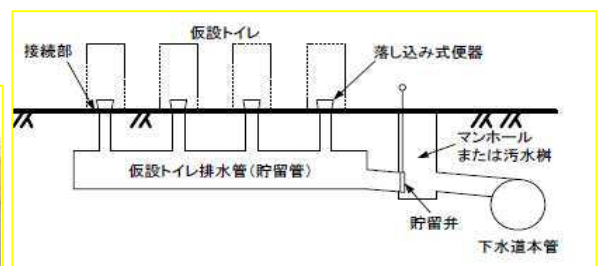 仮設トイレ
接続部
落し込み式便器
マンホール
または汚水桝
仮設トイレ排水管(貯留管)
貯留弁
下水道本管